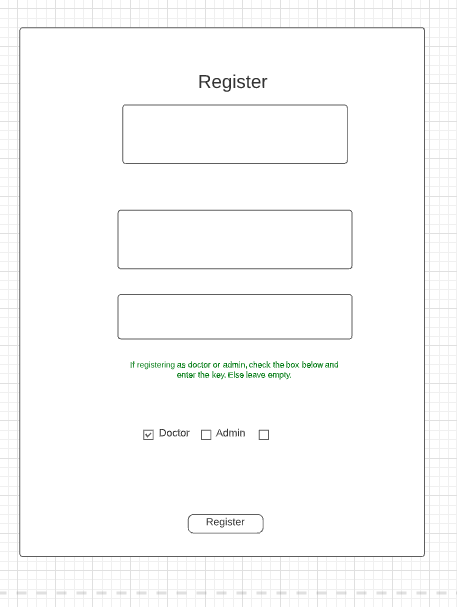 Register
If registering as doctor or admin, check the box below and
enter the key. Else leave empty.
Doctor Admin
Register